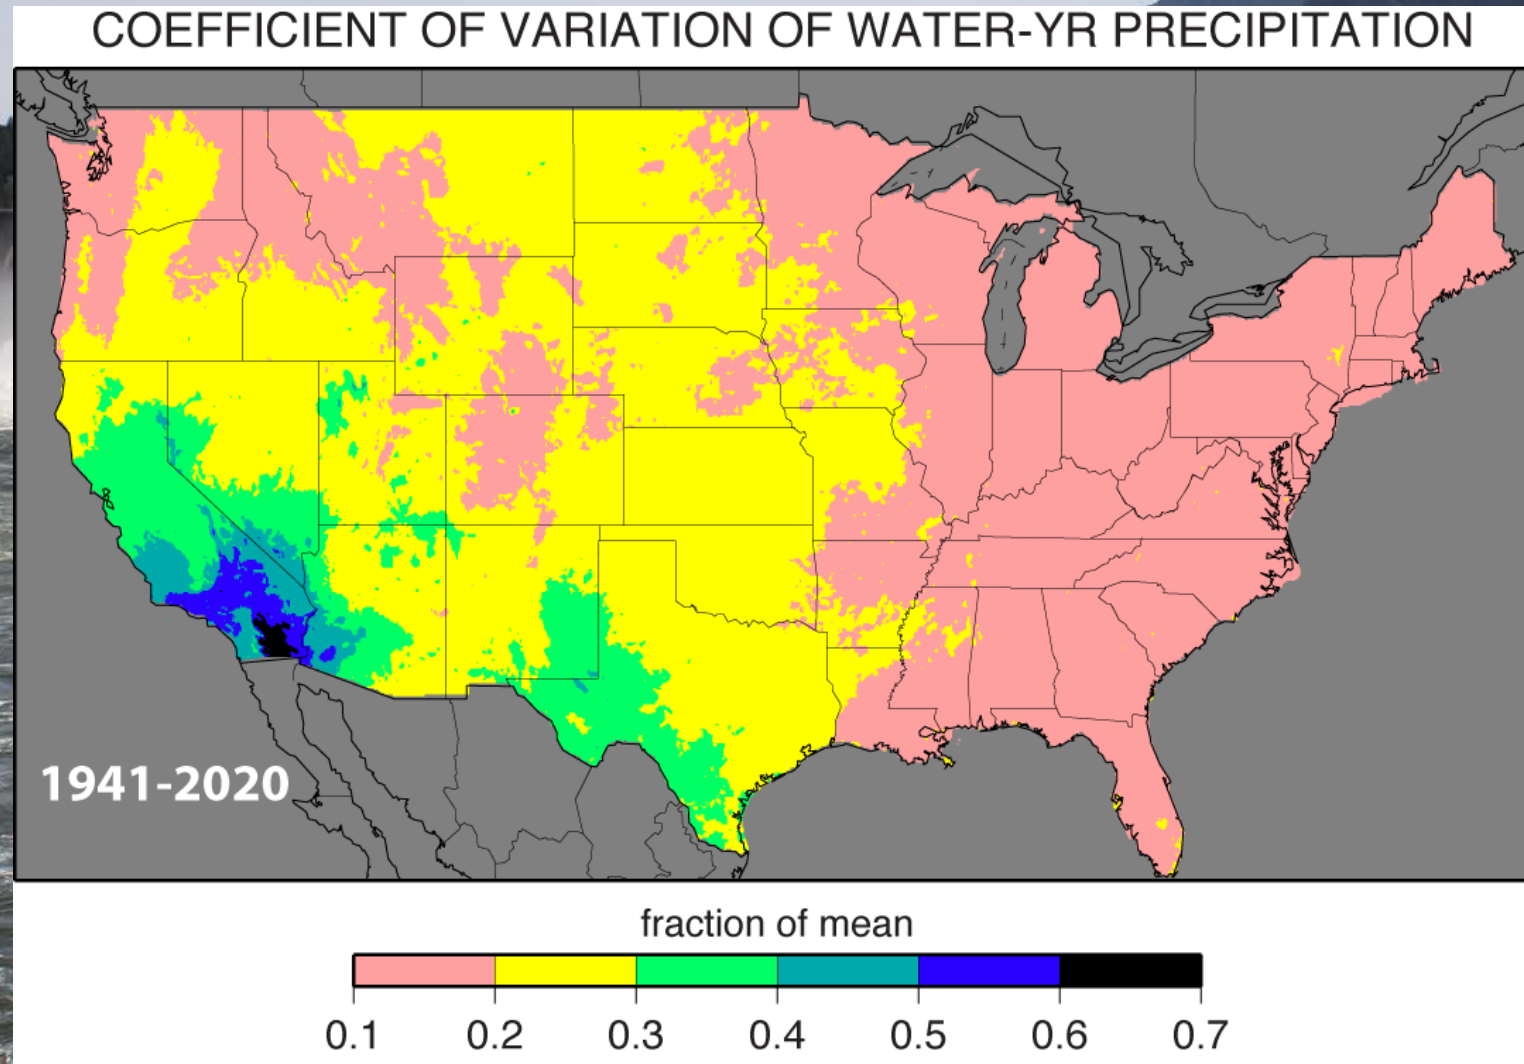 COEFFICIENT OF VARIATION OF WATER-YR PRECIPITATION
1941-2020
fraction of mean
0.1 0.2 0.3 0.4 0.5 0.6 0.7